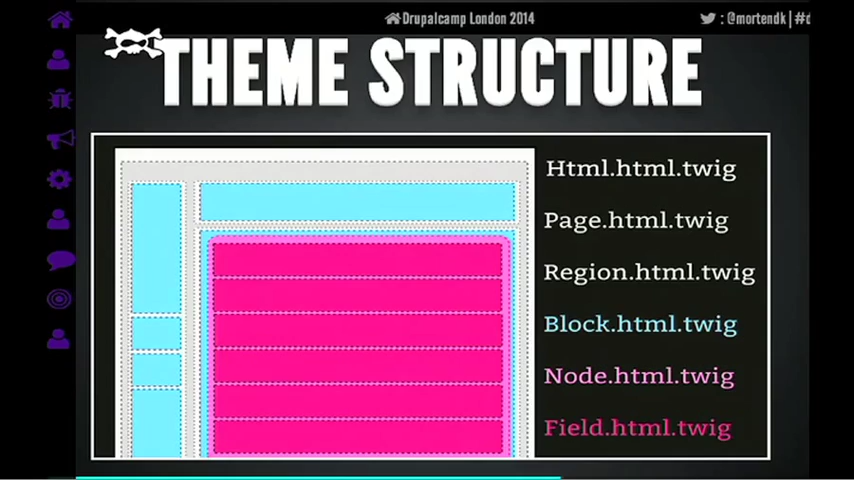 Drupalcamp London 2014
: @mortendk | #d
THEME STRUCTURE
Html.html.twig
Page.html.twig
Region.html.twig
Block.html.twig
Node.html.twig
Field.html.twig